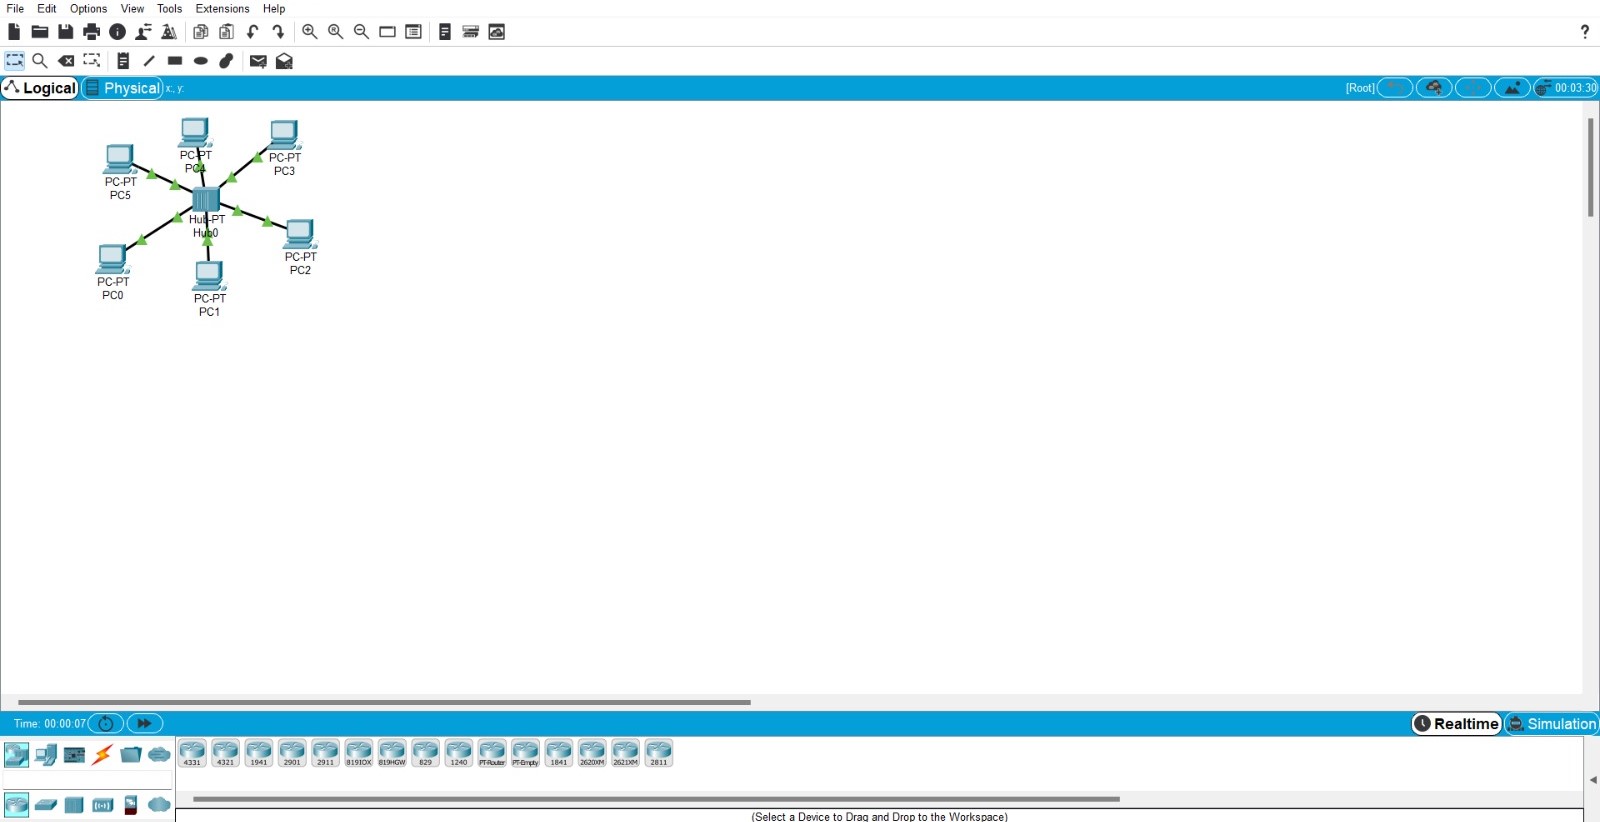 File Edit Options View Tools Extensions Help
?
Logical Physical x:, y: [Root] 00:03:30
PC-PT
PC4
PC-PT
PC3
PC-PT
PC5
Hub-PT
Hub0
PC-PT
PC2
PC-PT
PC0
PC-PT
PC1
Time: 00:00:07 Realtime Simulation
4331 4321 1941 2901 2911 819IOX 819HGW 829 1240 PT-Router PT-Empty 1841 2620XM 2621XM 2811
(Select a Device to Drag and Drop to the Workspace)